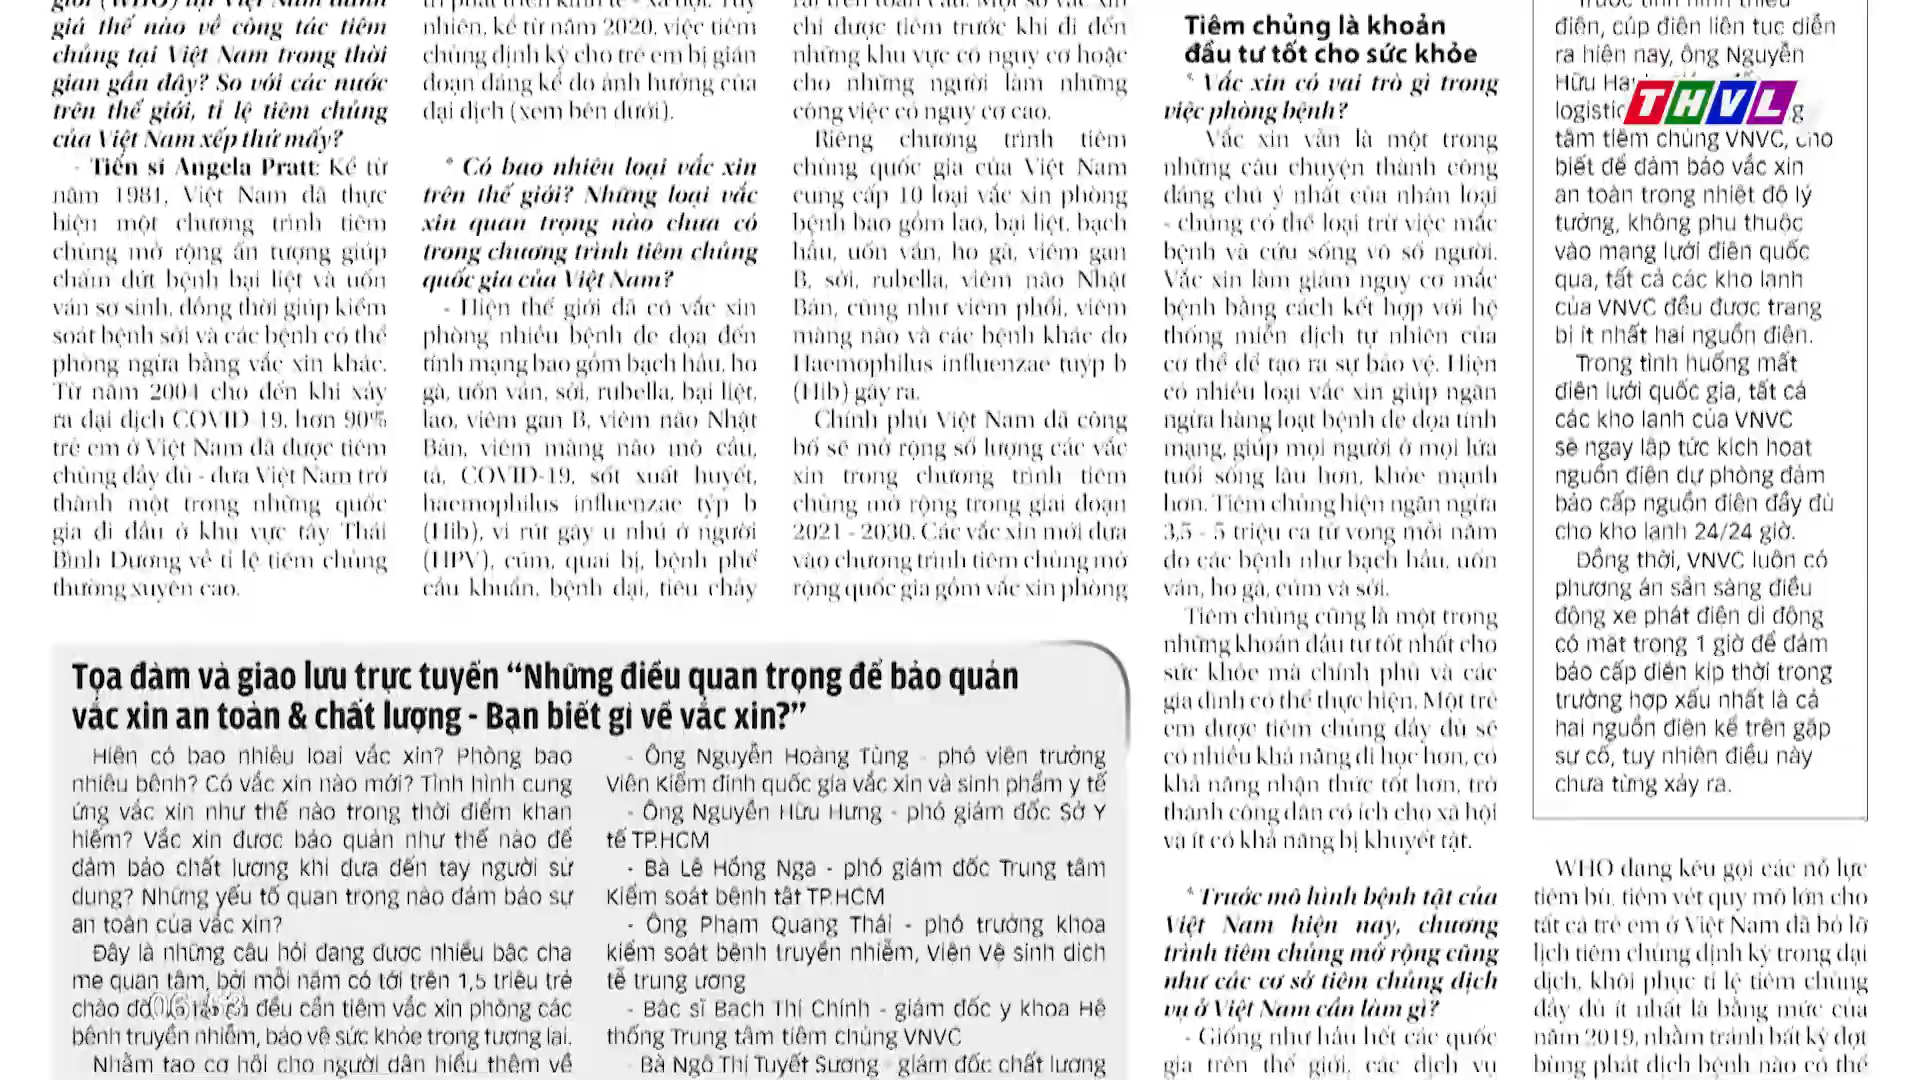 giới (WHO) tại Việt Nam đánh
giá thế nào về công tác tiêm
chủng tại Việt Nam trong thời
gian gần đây? So với các nước
trên thế giới, tỉ lệ tiêm chủng
của Việt Nam xếp thứ mấy?
- Tiến sĩ Angela Pratt: Kể từ
năm 1981, Việt Nam đã thực
hiện một chương trình tiêm
chủng mở rộng ấn tượng giúp
chấm dứt bệnh bại liệt và uốn
ván sơ sinh, đồng thời giúp kiểm
soát bệnh sởi và các bệnh có thể
phòng ngừa bằng vắc xin khác.
Từ năm 2004 cho đến khi xảy
ra đại dịch COVID-19, hơn 90%
trẻ em ở Việt Nam đã được tiêm
chủng đầy đủ - đưa Việt Nam trở
thành một trong những quốc
gia đi đầu ở khu vực tây Thái
Bình Dương về tỉ lệ tiêm chủng
thường xuyên cao.
trì phát triển kinh tế - xã hội. Tuy
nhiên, kể từ năm 2020, việc tiêm
chủng định kỳ cho trẻ em bị gián
đoạn đáng kể do ảnh hưởng của
đại dịch (xem bên dưới).
* Có bao nhiêu loại vắc xin
trên thế giới? Những loại vắc
xin quan trọng nào chưa có
trong chương trình tiêm chủng
quốc gia của Việt Nam?
- Hiện thế giới đã có vắc xin
phòng nhiều bệnh đe dọa đến
tính mạng bao gồm bạch hầu, ho
gà, uốn ván, sởi, rubella, bại liệt,
lao, viêm gan B, viêm não Nhật
Bản, viêm màng não mô cầu,
tả, COVID-19, sốt xuất huyết,
haemophilus influenzae týp b
(Hib), vi rút gây u nhú ở người
(HPV), cúm, quai bị, bệnh phế
cầu khuẩn, bệnh dại, tiêu chảy
chỉ được tiêm trước khi đi đến
những khu vực có nguy cơ hoặc
cho những người làm những
công việc có nguy cơ cao.
Riêng chương trình tiêm
chủng quốc gia của Việt Nam
cung cấp 10 loại vắc xin phòng
bệnh bao gồm lao, bại liệt, bạch
hầu, uốn ván, ho gà, viêm gan
B, sởi, rubella, viêm não Nhật
Bản, cũng như viêm phổi, viêm
màng não và các bệnh khác do
Haemophilus influenzae tuýp b
(Hib) gây ra.
Chính phủ Việt Nam đã công
bố sẽ mở rộng số lượng các vắc
xin trong chương trình tiêm
chủng mở rộng trong giai đoạn
2021 - 2030. Các vắc xin mới đưa
vào chương trình tiêm chủng mở
rộng quốc gia gồm vắc xin phòng
Tiêm chủng là khoản
đầu tư tốt cho sức khỏe
* Vắc xin có vai trò gì trong
việc phòng bệnh?
Vắc xin vẫn là một trong
những câu chuyện thành công
đáng chú ý nhất của nhân loại
- chúng có thể loại trừ việc mắc
bệnh và cứu sống vô số người.
Vắc xin làm giảm nguy cơ mắc
bệnh bằng cách kết hợp với hệ
thống miễn dịch tự nhiên của
cơ thể để tạo ra sự bảo vệ. Hiện
có nhiều loại vắc xin giúp ngăn
ngừa hàng loạt bệnh đe dọa tính
mạng, giúp mọi người ở mọi lứa
tuổi sống lâu hơn, khỏe mạnh
hơn. Tiêm chủng hiện ngăn ngừa
3,5 - 5 triệu ca tử vong mỗi năm
do các bệnh như bạch hầu, uốn
ván, ho gà, cúm và sởi.
Tiêm chủng cũng là một trong
những khoản đầu tư tốt nhất cho
sức khỏe mà chính phủ và các
gia đình có thể thực hiện. Một trẻ
em được tiêm chủng đầy đủ sẽ
có nhiều khả năng đi học hơn, có
khả năng nhận thức tốt hơn, trở
thành công dân có ích cho xã hội
và ít có khả năng bị khuyết tật.
* Trước mô hình bệnh tật của
Việt Nam hiện nay, chương
trình tiêm chủng mở rộng cũng
như các cơ sở tiêm chủng dịch
vụ ở Việt Nam cần làm gì?
- Giống như hầu hết các quốc
gia trên thế giới, các dịch vụ
Trước tình hình thiếu
điện, cúp điện liên tục diễn
ra hiện nay, ông Nguyễn
Hữu
THVL
tâm tiêm chủng VNVC, cho
biết để đảm bảo vắc xin
an toàn trong nhiệt độ lý
tưởng, không phụ thuộc
vào mạng lưới điện quốc
qua, tất cả các kho lạnh
của VNVC đều được trang
bị ít nhất hai nguồn điện.
Trong tình huống mất
điện lưới quốc gia, tất cả
các kho lạnh của VNVC
sẽ ngay lập tức kích hoạt
nguồn điện dự phòng đảm
bảo cấp nguồn điện đầy đủ
cho kho lạnh 24/24 giờ.
Đồng thời, VNVC luôn có
phương án sẵn sàng điều
động xe phát điện di động
có mặt trong 1 giờ để đảm
bảo cấp điện kịp thời trong
trường hợp xấu nhất là cả
hai nguồn điện kể trên gặp
sự cố, tuy nhiên điều này
chưa từng xảy ra.
WHO đang kêu gọi các nỗ lực
tiêm bù, tiêm vét quy mô lớn cho
tất cả trẻ em ở Việt Nam đã bỏ lỡ
lịch tiêm chủng định kỳ trong đại
dịch, khôi phục tỉ lệ tiêm chủng
đầy đủ ít nhất là bằng mức của
năm 2019, nhằm tránh bất kỳ đợt
bùng phát dịch bệnh nào có thể
Tọa đàm và giao lưu trực tuyến “Những điều quan trọng để bảo quản
vắc xin an toàn & chất lượng - Bạn biết gì về vắc xin?”
Hiện có bao nhiêu loại vắc xin? Phòng bao
nhiêu bệnh? Có vắc xin nào mới? Tình hình cung
ứng vắc xin như thế nào trong thời điểm khan
hiếm? Vắc xin được bảo quản như thế nào để
đảm bảo chất lượng khi đưa đến tay người sử
dụng? Những yếu tố quan trọng nào đảm bảo sự
an toàn của vắc xin?
Đây là những câu hỏi đang được nhiều bậc cha
mẹ quan tâm, bởi mỗi năm có tới trên 1,5 triệu trẻ
chào đời, đều cần tiêm vắc xin phòng các
bệnh truyền nhiễm, bảo vệ sức khỏe trong tương lai.
Nhằm tạo cơ hội cho người dân hiểu thêm về
- Ông Nguyễn Hoàng Tùng - phó viện trưởng
Viện Kiểm định quốc gia vắc xin và sinh phẩm y tế
- Ông Nguyễn Hữu Hưng - phó giám đốc Sở Y
tế TP.HCM
- Bà Lê Hồng Nga - phó giám đốc Trung tâm
Kiểm soát bệnh tật TP.HCM
- Ông Phạm Quang Thái - phó trưởng khoa
kiểm soát bệnh truyền nhiễm, Viện Vệ sinh dịch
tễ trung ương
- Bác sĩ Bạch Thị Chính - giám đốc y khoa Hệ
thống Trung tâm tiêm chủng VNVC
- Bà Ngô Thị Tuyết Sương - giám đốc chất lượng